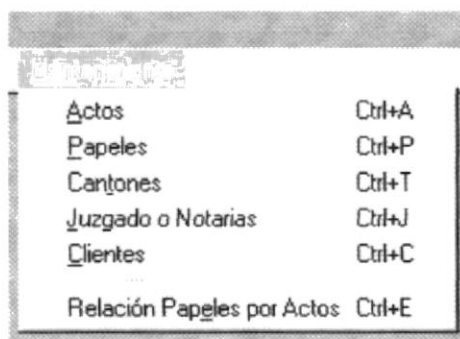 Actos Ctrl+A
Papeles Ctrl+P
Cantones Ctrl+T
Juzgado o Notarias Ctrl+J
Clientes Ctrl+C
Relación Papeles por Actos Ctrl+E